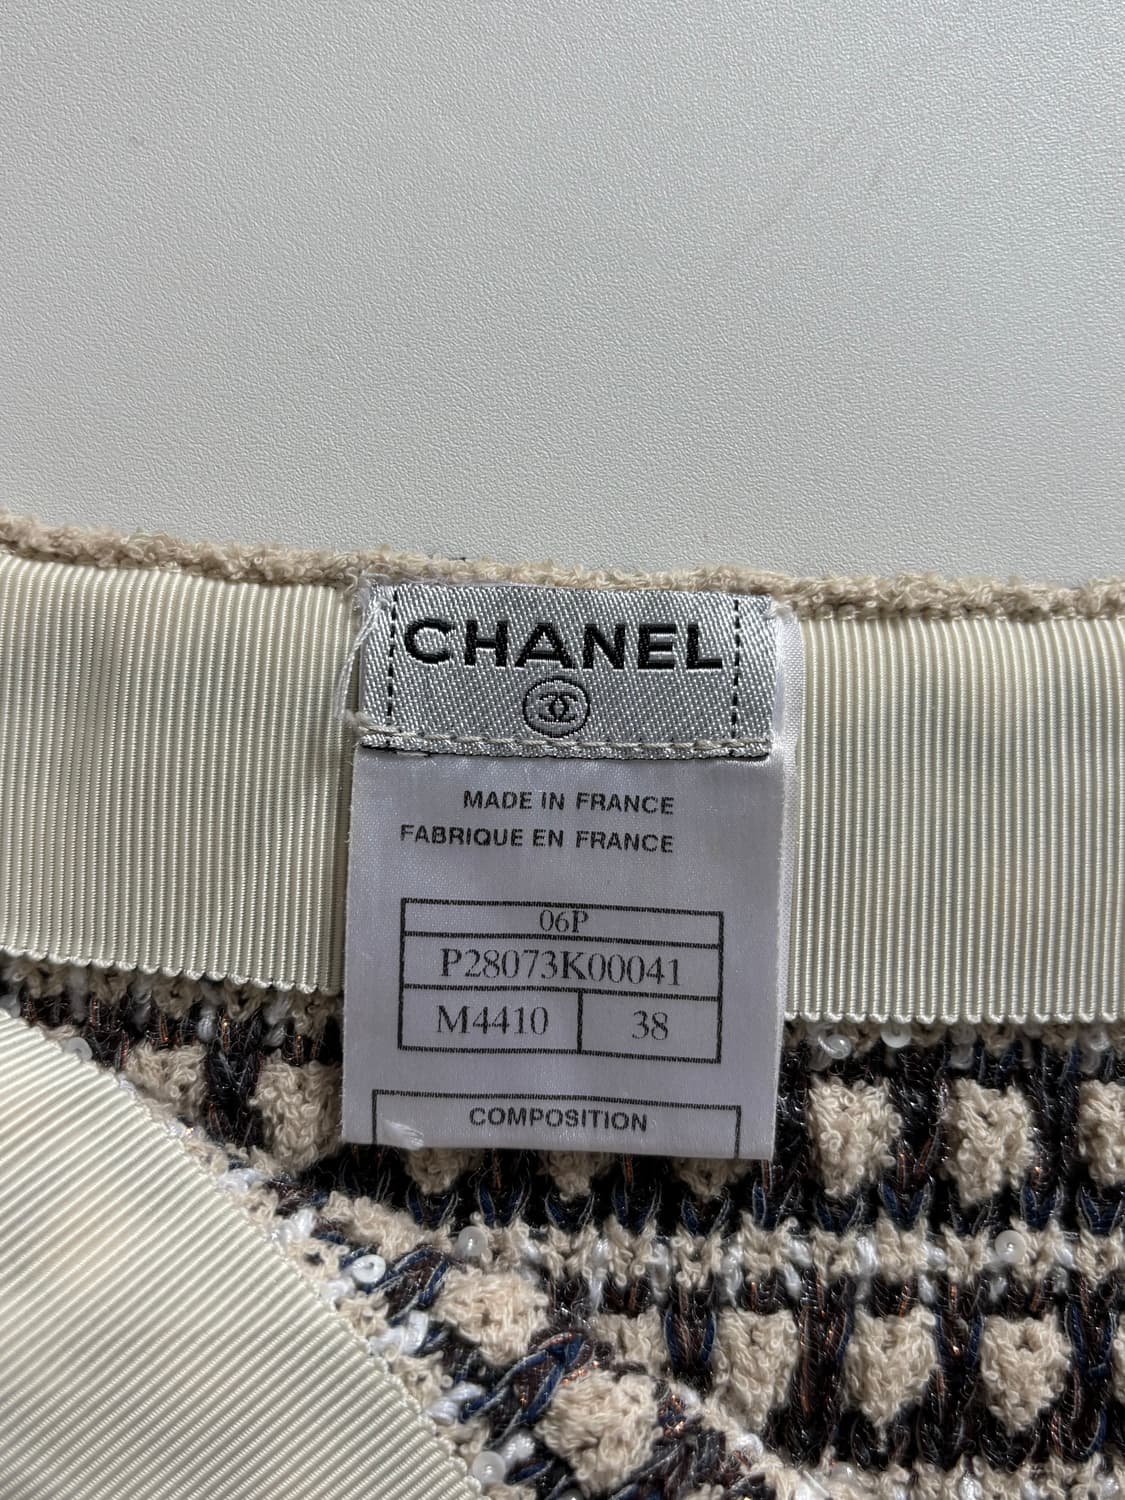 CHANEL
MADE IN FRANCE
FABRIQUE EN FRANCE
06P
P28073K00041
M4410 38
COMPOSITION